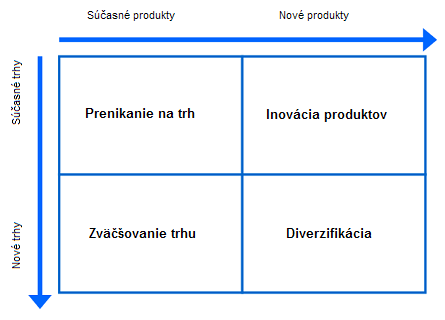 Súčasné produkty
Nové produkty
Súčasné trhy
Prenikanie na trh
Inovácia produktov
Nové trhy
Zväčšovanie trhu
Diverzifikácia